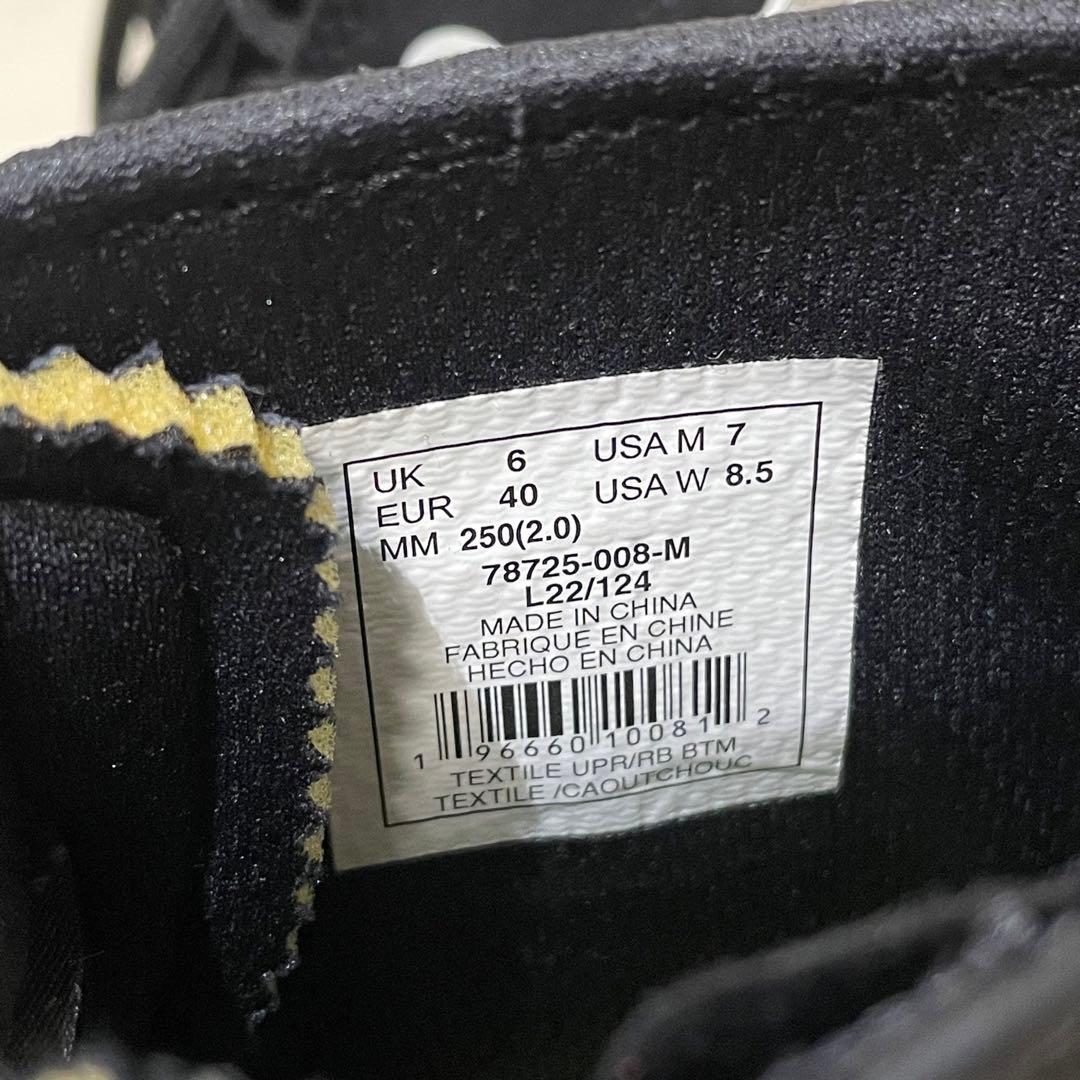 UK 6 USA M 7
EUR 40 USA W 8.5
MM 250(2.0)
78725-008-M
L22/124
MADE IN CHINA
FABRIQUE EN CHINE
HECHO EN CHINA
1 96660 10081 2
TEXTILE UPR/RB BTM
TEXTILE /CAOUTCHOUC